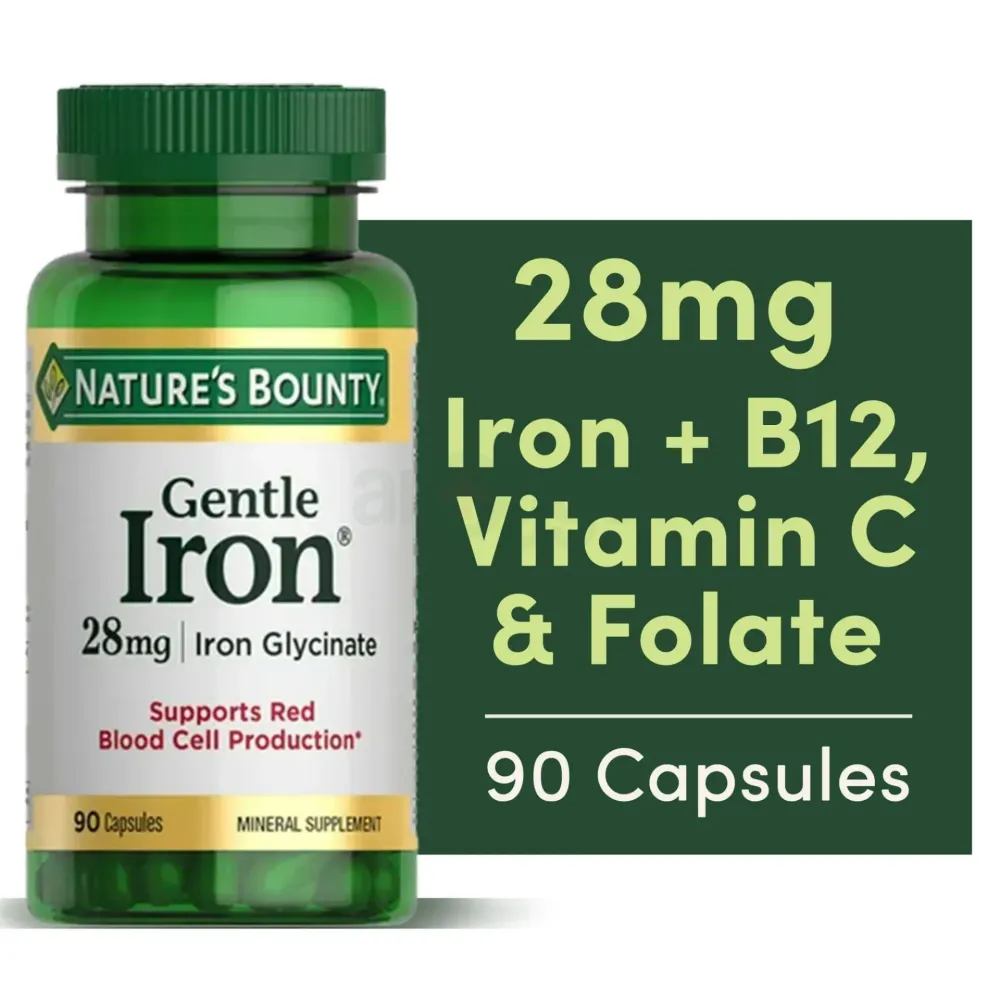 NATURE'S BOUNTY®
Gentle
Iron®
28mg | Iron Glycinate
Supports Red
Blood Cell Production*
90 Capsules MINERAL SUPPLEMENT
28mg
Iron + B12,
Vitamin C
& Folate
90 Capsules